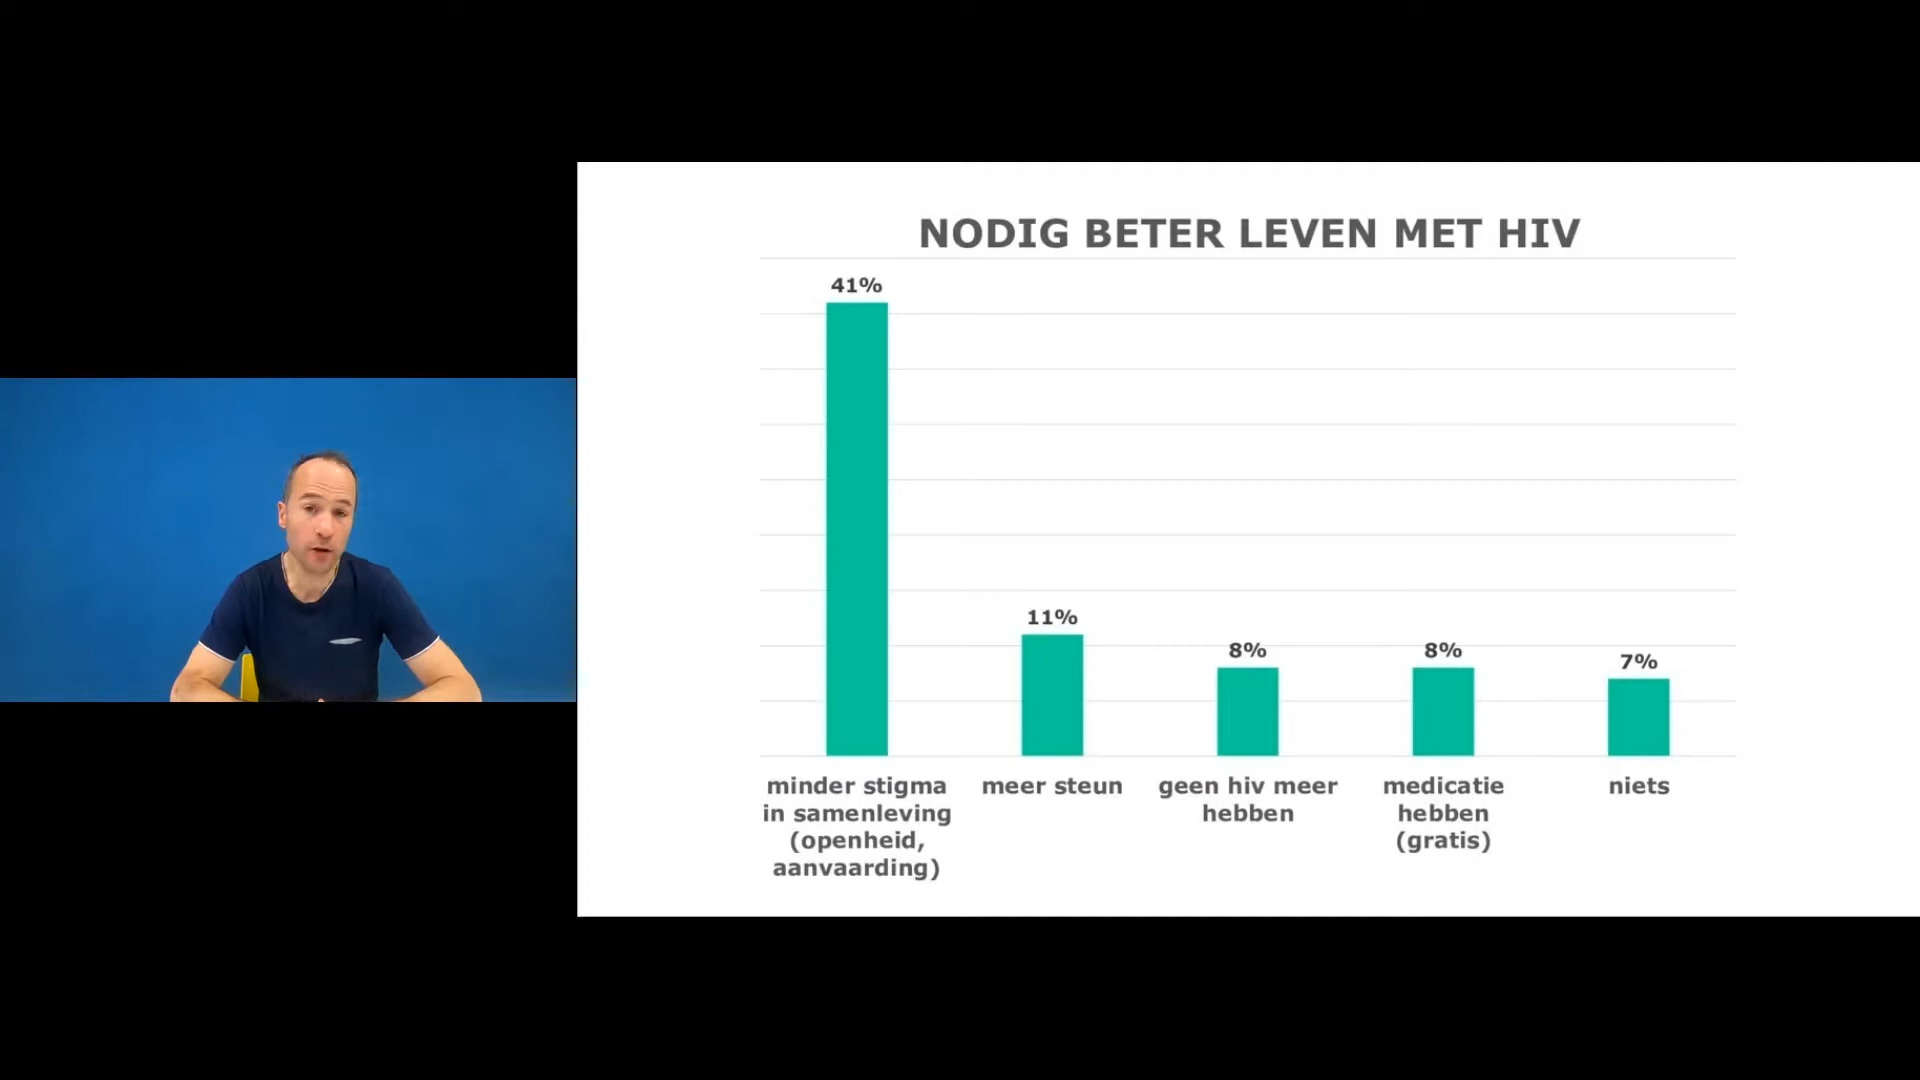 NODIG BETER LEVEN MET HIV
41%
11%
8%
8%
7%
minder stigma
in samenleving
(openheid,
aanvaarding)
meer steun
geen hiv meer
hebben
medicatie
hebben
(gratis)
niets